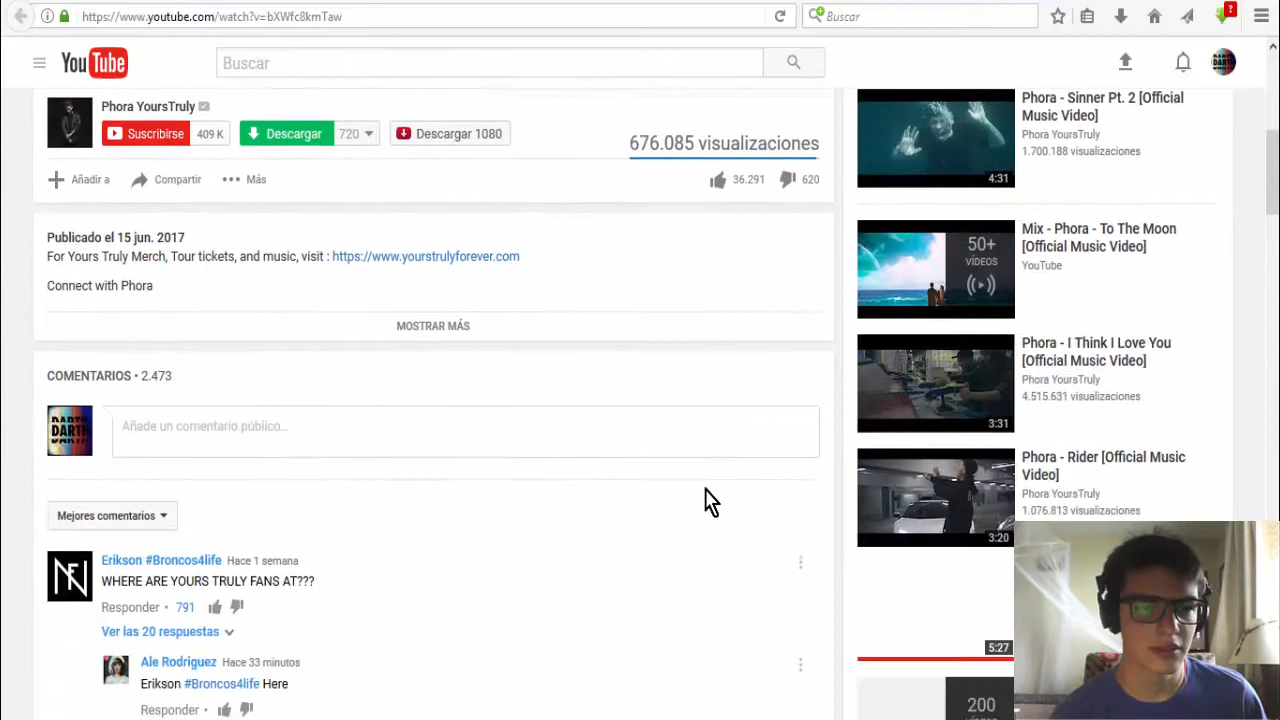 https://www.youtube.com/watch?v=bXWfc8kmTaw
Buscar
?
YouTube
Buscar
Phora YoursTruly
Suscribirse 409 K
Descargar 720
Descargar 1080
676.085 visualizaciones
Añadir a
Compartir
Más
36.291
620
Publicado el 15 jun. 2017
For Yours Truly Merch, Tour tickets, and music, visit : https://www.yourstrulyforever.com
Connect with Phora
MOSTRAR MÁS
COMENTARIOS • 2.473
DARTH
Añade un comentario público...
Mejores comentarios
Erikson #Broncos4life Hace 1 semana
WHERE ARE YOURS TRULY FANS AT???
Responder • 791
Ver las 20 respuestas
Ale Rodriguez Hace 33 minutos
Erikson #Broncos4life Here
Responder •
Phora - Sinner Pt. 2 [Official
Music Video]
Phora YoursTruly
1.700.188 visualizaciones
4:31
Mix - Phora - To The Moon
[Official Music Video]
YouTube
50+
VÍDEOS
Phora - I Think I Love You
[Official Music Video]
Phora YoursTruly
4.515.631 visualizaciones
3:31
Phora - Rider [Official Music
Video]
Phora YoursTruly
1.076.813 visualizaciones
3:20
5:27
200